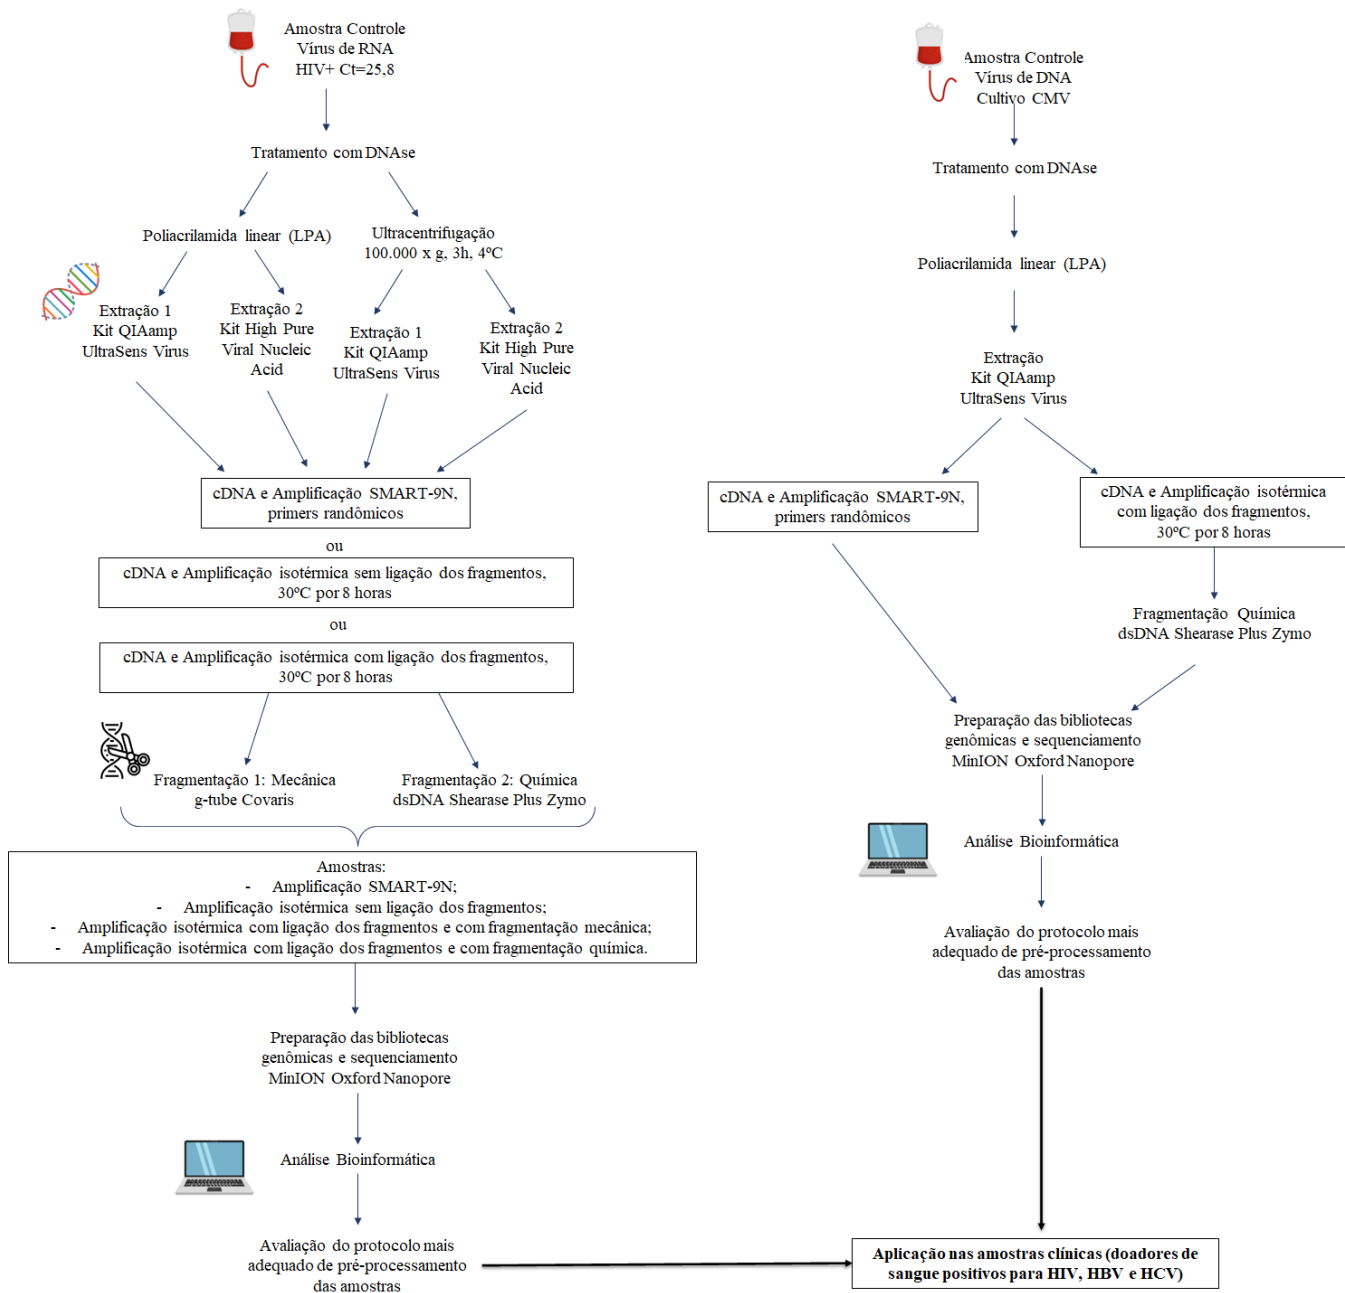 Amostra Controle
Vírus de RNA
HIV+ Ct=25,8
Tratamento com DNAse
Poliacrilamida linear (LPA)
Ultracentrifugação
100.000 x g, 3h, 4ºC
Extração 1
Kit QIAamp
UltraSens Virus
Extração 2
Kit High Pure
Viral Nucleic
Acid
Extração 1
Kit QIAamp
UltraSens Virus
Extração 2
Kit High Pure
Viral Nucleic
Acid
cDNA e Amplificação SMART-9N,
primers randômicos
ou
cDNA e Amplificação isotérmica sem ligação dos fragmentos,
30ºC por 8 horas
ou
cDNA e Amplificação isotérmica com ligação dos fragmentos,
30ºC por 8 horas
Fragmentação 1: Mecânica
g-tube Covaris
Fragmentação 2: Química
dsDNA Shearase Plus Zymo
Amostras:
- Amplificação SMART-9N;
- Amplificação isotérmica sem ligação dos fragmentos;
- Amplificação isotérmica com ligação dos fragmentos e com fragmentação mecânica;
- Amplificação isotérmica com ligação dos fragmentos e com fragmentação química.
Preparação das bibliotecas
genômicas e sequenciamento
MinION Oxford Nanopore
Análise Bioinformática
Avaliação do protocolo mais
adequado de pré-processamento
das amostras
Amostra Controle
Vírus de DNA
Cultivo CMV
Tratamento com DNAse
Poliacrilamida linear (LPA)
Extração
Kit QIAamp
UltraSens Virus
cDNA e Amplificação SMART-9N,
primers randômicos
cDNA e Amplificação isotérmica
com ligação dos fragmentos,
30ºC por 8 horas
Fragmentação Química
dsDNA Shearase Plus Zymo
Preparação das bibliotecas
genômicas e sequenciamento
MinION Oxford Nanopore
Análise Bioinformática
Avaliação do protocolo mais
adequado de pré-processamento
das amostras
Aplicação nas amostras clínicas (doadores de
sangue positivos para HIV, HBV e HCV)